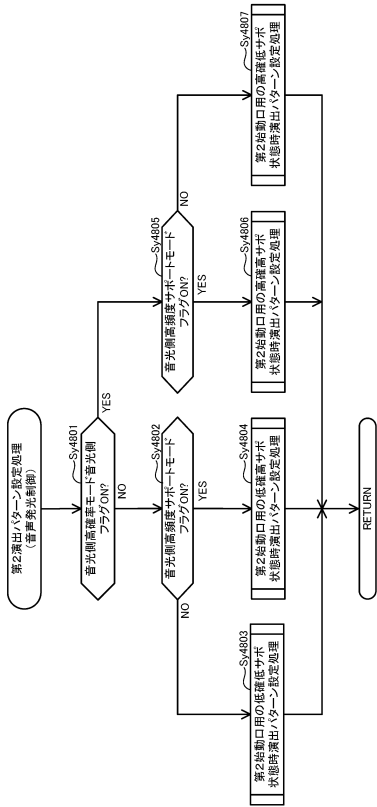 第2演出パターン設定処理
（音声発光制御）
Sy4801
音光側高確率モード音光側
フラグON?
YES
NO
Sy4802
音光側高頻度サポートモード
フラグON?
NO
YES
Sy4803
第2始動口用の低確低サポ
状態時演出パターン設定処理
Sy4804
第2始動口用の低確高サポ
状態時演出パターン設定処理
Sy4805
音光側高頻度サポートモード
フラグON?
NO
YES
Sy4806
第2始動口用の高確高サポ
状態時演出パターン設定処理
Sy4807
第2始動口用の高確低サポ
状態時演出パターン設定処理
RETURN